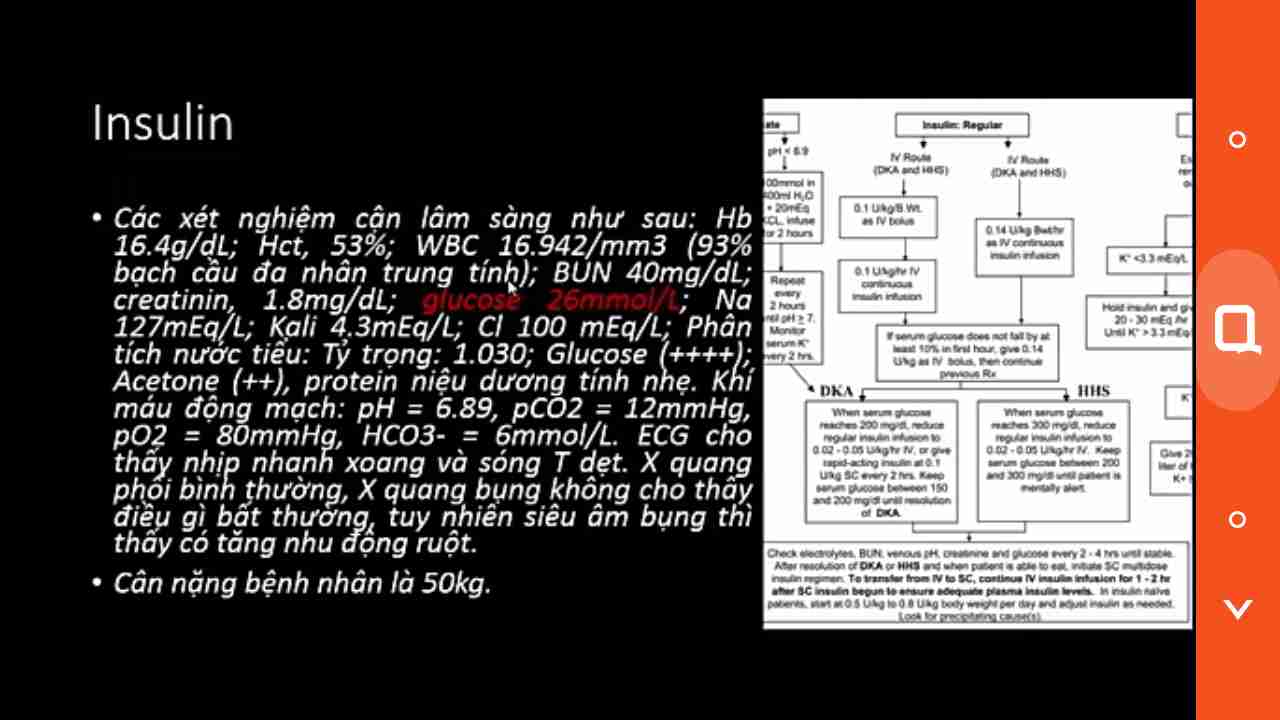 Insulin
• Các xét nghiệm cận lâm sàng như sau: Hb
16.4g/dL; Hct, 53%; WBC 16.942/mm3 (93%
bạch cầu đa nhân trung tính); BUN 40mg/dL;
creatinin, 1.8mg/dL; glucose 26mmol/L; Na
127mEq/L; Kali 4.3mEq/L; Cl 100 mEq/L; Phân
tích nước tiểu: Tỷ trọng: 1.030; Glucose (++++);
Acetone (++), protein niệu dương tính nhẹ. Khí
máu động mạch: pH = 6.89, pCO2 = 12mmHg,
pO2 = 80mmHg, HCO3- = 6mmol/L. ECG cho
thấy nhịp nhanh xoang và sóng T dẹt. X quang
phổi bình thường, X quang bụng không cho thấy
điều gì bất thường, tuy nhiên siêu âm bụng thì
thấy có tăng nhu động ruột.
• Cân nặng bệnh nhân là 50kg.
ate
pH < 6.9
00mmol in
400ml H₂O
+ 20mEq
KCL, infuse
for 2 hours
Repeat
every
2 hours
until pH ≥ 7.
Monitor
serum K⁺
every 2 hrs.
Insulin: Regular
IV Route
(DKA and HHS)
IV Route
(DKA and HHS)
0.1 U/kg/B.Wt.
as IV bolus
0.1 U/kg/hr IV
continuous
insulin infusion
0.14 U/kg Bwt/hr
as IV continuous
insulin infusion
If serum glucose does not fall by at
least 10% in first hour, give 0.14
U/kg as IV bolus, then continue
previous Rx
DKA
HHS
When serum glucose
reaches 200 mg/dl, reduce
regular insulin infusion to
0.02 - 0.05 U/kg/hr IV, or give
rapid-acting insulin at 0.1
U/kg SC every 2 hrs. Keep
serum glucose between 150
and 200 mg/dl until resolution
of DKA.
When serum glucose
reaches 300 mg/dl, reduce
regular insulin infusion to
0.02 - 0.05 U/kg/hr IV. Keep
serum glucose between 200
and 300 mg/dl until patient is
mentally alert.
Es
ren
K⁺ <3.3 mEq/L
Hold insulin and giv
20 - 30 mEq /hr
Until K⁺ > 3.3 mEq/
K⁺
Give 20
liter of
K+
Check electrolytes, BUN, venous pH, creatinine and glucose every 2 - 4 hrs until stable.
After resolution of DKA or HHS and when patient is able to eat, initiate SC multidose
insulin regimen. To transfer from IV to SC, continue IV insulin infusion for 1 - 2 hr
after SC insulin begun to ensure adequate plasma insulin levels. In insulin naïve
patients, start at 0.5 U/kg to 0.8 U/kg body weight per day and adjust insulin as needed.
Look for precipitating cause(s).